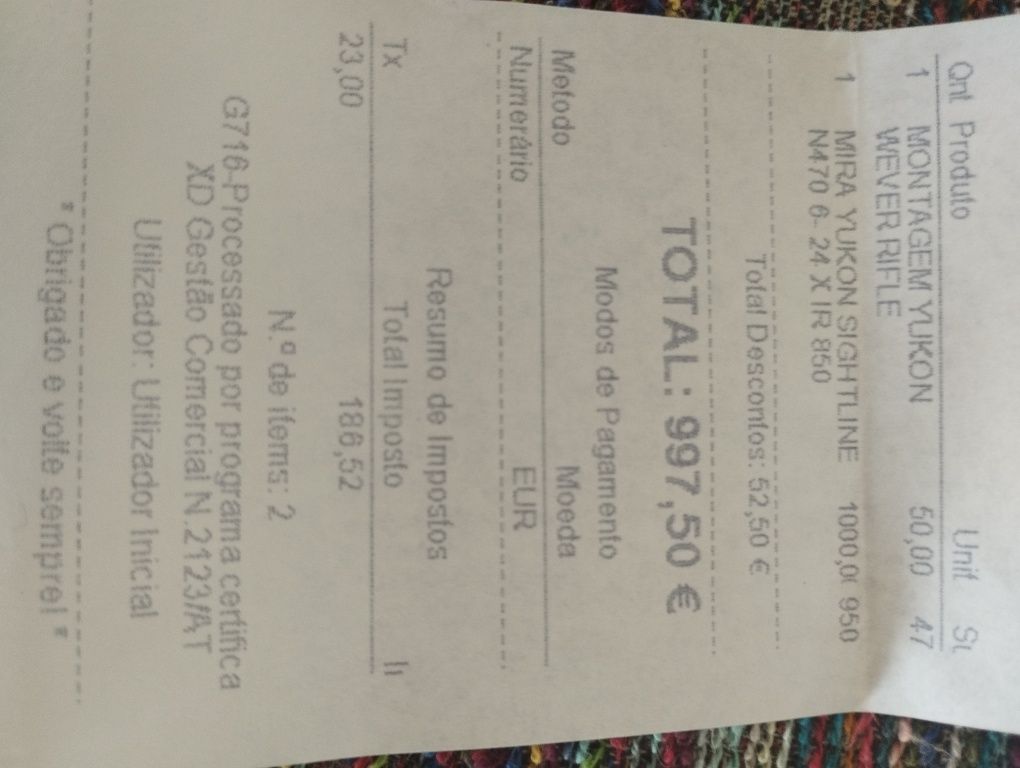 Qnt Produto Unit Su
1 MONTAGEM YUKON 50,00 47
WEVER RIFLE
1 MIRA YUKON SIGHTLINE 1000,0( 950
N470 6- 24 X IR 850
Total Descontos: 52,50 €
TOTAL: 997,50 €
Modos de Pagamento
Metodo Moeda
Numerário EUR
Resumo de Impostos
Tx Total Imposto
23,00 186,52
N.º de items: 2
G716-Processado por programa certifica
XD Gestão Comercial N.2123/AT
Utilizador: Utilizador Inicial
* Obrigado e volte sempre! *